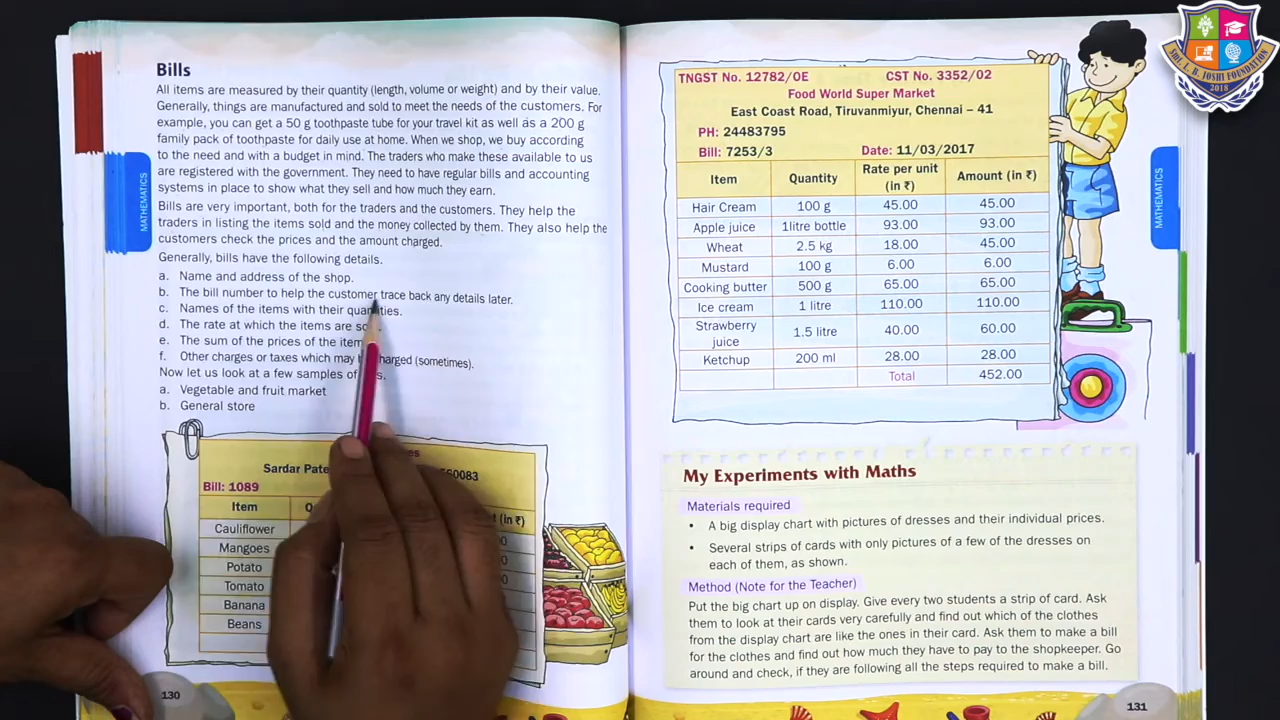 Bills
All items are measured by their quantity (length, volume or weight) and by their value.
Generally, things are manufactured and sold to meet the needs of the customers. For
example, you can get a 50 g toothpaste tube for your travel kit as well as a 200 g
family pack of toothpaste for daily use at home. When we shop, we buy according
to the need and with a budget in mind. The traders who make these available to us
are registered with the government. They need to have regular bills and accounting
systems in place to show what they sell and how much they earn.
Bills are very important, both for the traders and the customers. They help the
traders in listing the items sold and the money collected by them. They also help the
customers check the prices and the amount charged.
Generally, bills have the following details.
a. Name and address of the shop.
b. The bill number to help the customer trace back any details later.
c. Names of the items with their quantities.
d. The rate at which the items are
e. The sum of the prices of the
f. Other charges or taxes which may charged (sometimes).
Now let us look at a few samples of
a. Vegetable and fruit market
b. General store
Sardar
Bill: 1089
Item (in ₹)
Cauliflower
Mangoes
Potato
Tomato
Banana
Beans
130
MATHEMATICS
TNGST No. 12782/OE CST No. 3352/02
Food World Super Market
East Coast Road, Tiruvanmiyur, Chennai – 41
PH: 24483795
Bill: 7253/3 Date: 11/03/2017
Item Quantity Rate per unit (in ₹) Amount (in ₹)
Hair Cream 100 g 45.00 45.00
Apple juice 1litre bottle 93.00 93.00
Wheat 2.5 kg 18.00 45.00
Mustard 100 g 6.00 6.00
Cooking butter 500 g 65.00 65.00
Ice cream 1 litre 110.00 110.00
Strawberry juice 1.5 litre 40.00 60.00
Ketchup 200 ml 28.00 28.00
Total 452.00
My Experiments with Maths
Materials required
• A big display chart with pictures of dresses and their individual prices.
• Several strips of cards with only pictures of a few of the dresses on
each of them, as shown.
Method (Note for the Teacher)
Put the big chart up on display. Give every two students a strip of card. Ask
them to look at their cards very carefully and find out which of the clothes
from the display chart are like the ones in their card. Ask them to make a bill
for the clothes and find out how much they have to pay to the shopkeeper. Go
around and check, if they are following all the steps required to make a bill.
131
MATHEMATICS
SHL. L. B. JOSHI FOUNDATION
2018